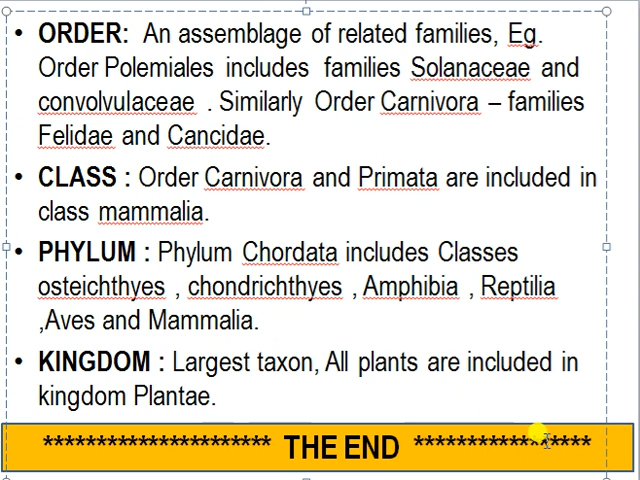 • ORDER: An assemblage of related families, Eg.
Order Polemiales includes families Solanaceae and
convolvulaceae . Similarly Order Carnivora – families
Felidae and Cancidae.
• CLASS : Order Carnivora and Primata are included in
class mammalia.
• PHYLUM : Phylum Chordata includes Classes
osteichthyes , chondrichthyes , Amphibia , Reptilia
,Aves and Mammalia.
• KINGDOM : Largest taxon, All plants are included in
kingdom Plantae.
********************* THE END *****************